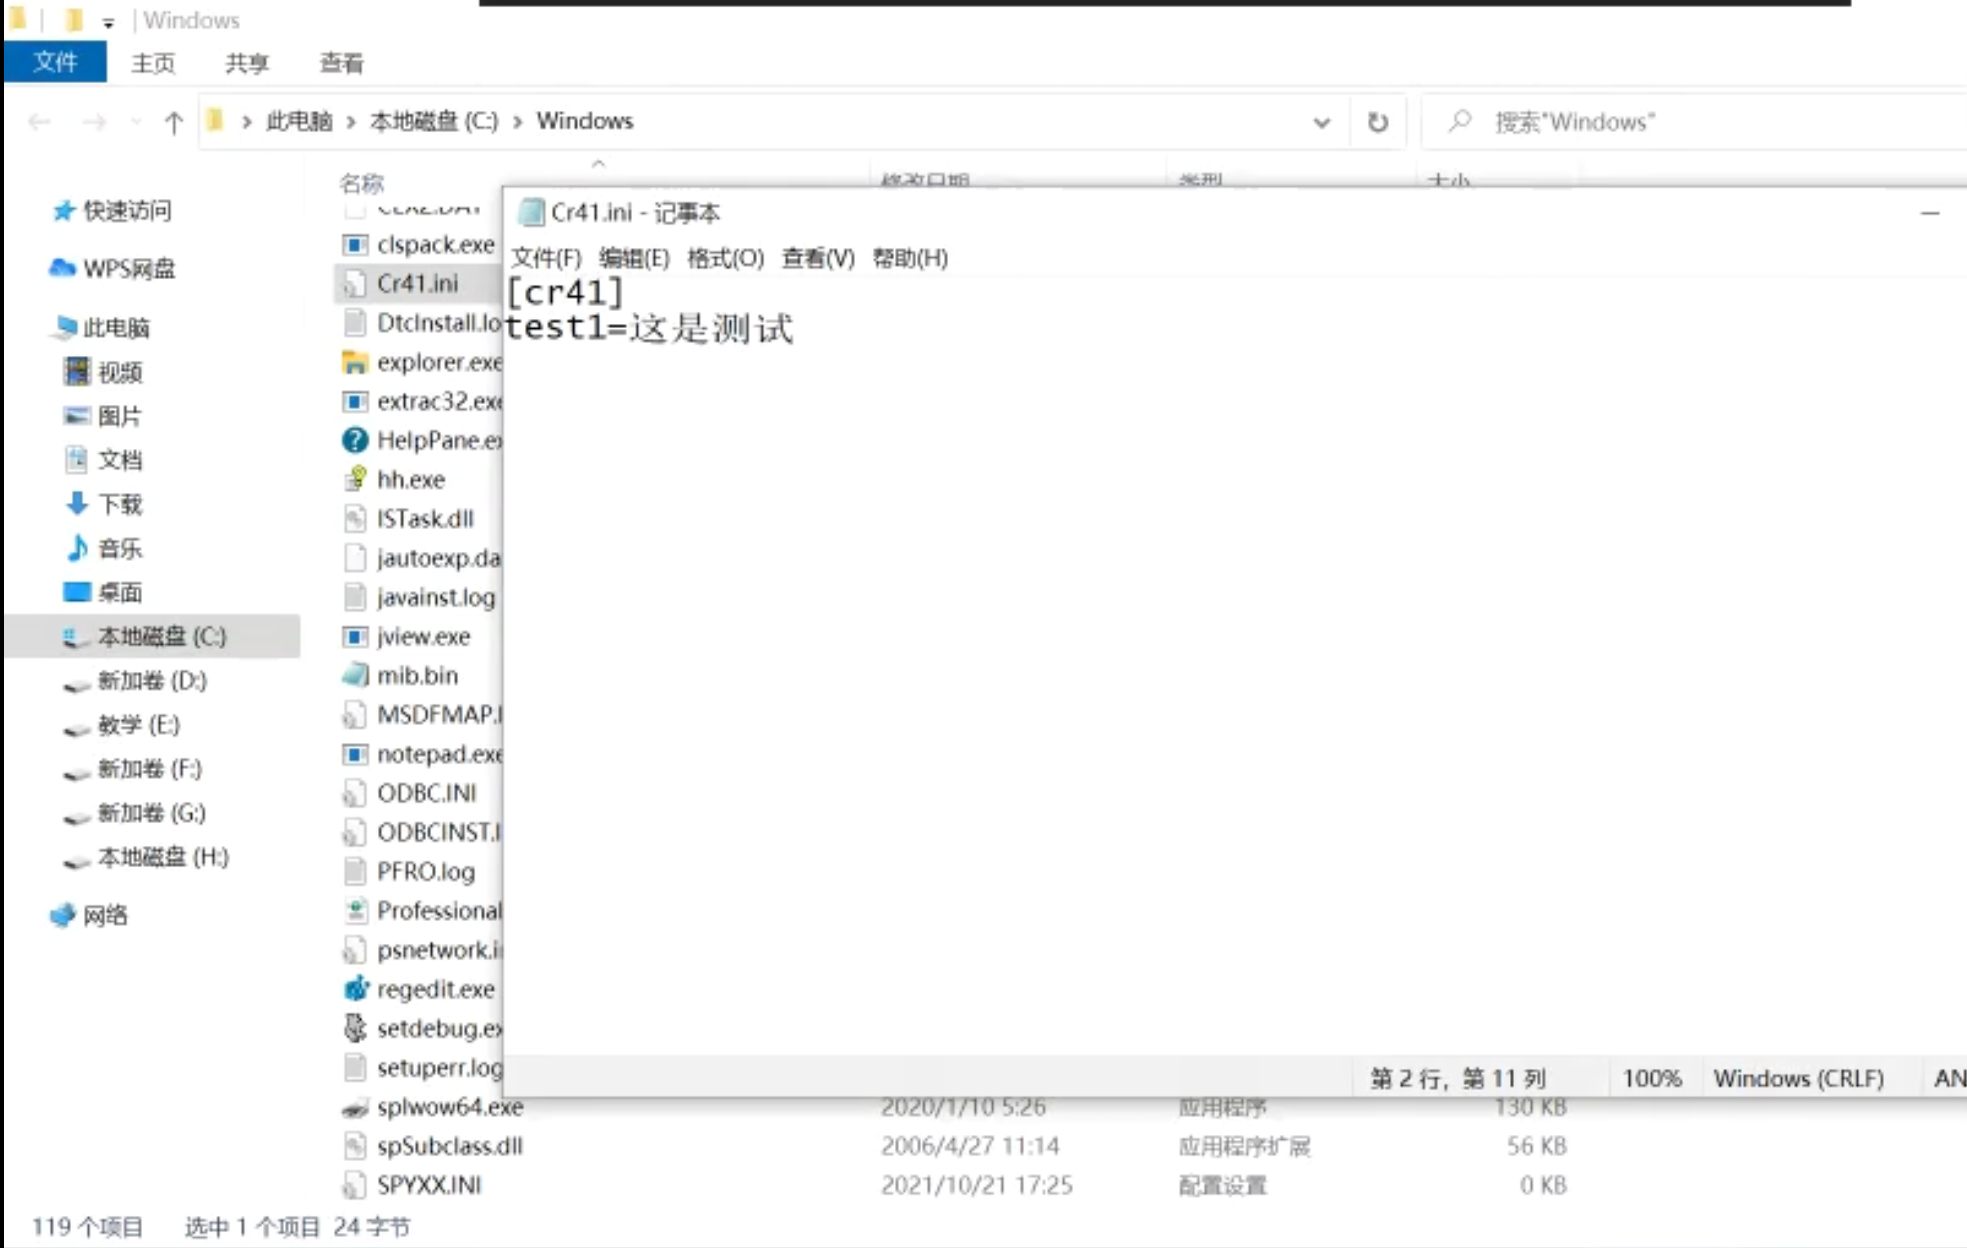 Windows
文件 主页 共享 查看
此电脑 › 本地磁盘 (C:) › Windows
搜索"Windows"
名称 修改日期 类型 大小
快速访问
WPS网盘
此电脑
视频
图片
文档
下载
音乐
桌面
本地磁盘 (C:)
新加卷 (D:)
教学 (E:)
新加卷 (F:)
新加卷 (G:)
本地磁盘 (H:)
网络
clspack.exe
Cr41.ini
DtcInstall.lo
explorer.exe
extrac32.exe
HelpPane.ex
hh.exe
ISTask.dll
jautoexp.da
javainst.log
jview.exe
mib.bin
MSDFMAP.I
notepad.exe
ODBC.INI
ODBCINST.I
PFRO.log
Professional
psnetwork.in
regedit.exe
setdebug.ex
setuperr.log
splwow64.exe 2020/1/10 5:26 应用程序 130 KB
spSubclass.dll 2006/4/27 11:14 应用程序扩展 56 KB
SPYXX.INI 2021/10/21 17:25 配置设置 0 KB
Cr41.ini - 记事本
文件(F) 编辑(E) 格式(O) 查看(V) 帮助(H)
[cr41]
test1=这是测试
第 2 行，第 11 列 100% Windows (CRLF) AN
119 个项目 选中 1 个项目 24 字节